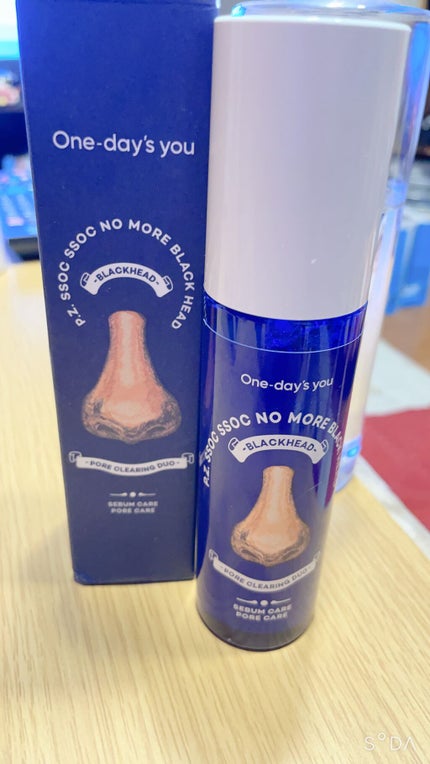 One-day's you
P.Z. SSOC SSOC NO MORE BLACK HEAD
-BLACKHEAD-
-PORE CLEARING DUO-
SEBUM CARE
PORE CARE
One-day's you
P.Z. SSOC SSOC NO MORE
-BLACKHEAD-
-PORE CLEARING DUO-
SEBUM CARE
PORE CARE
SODA